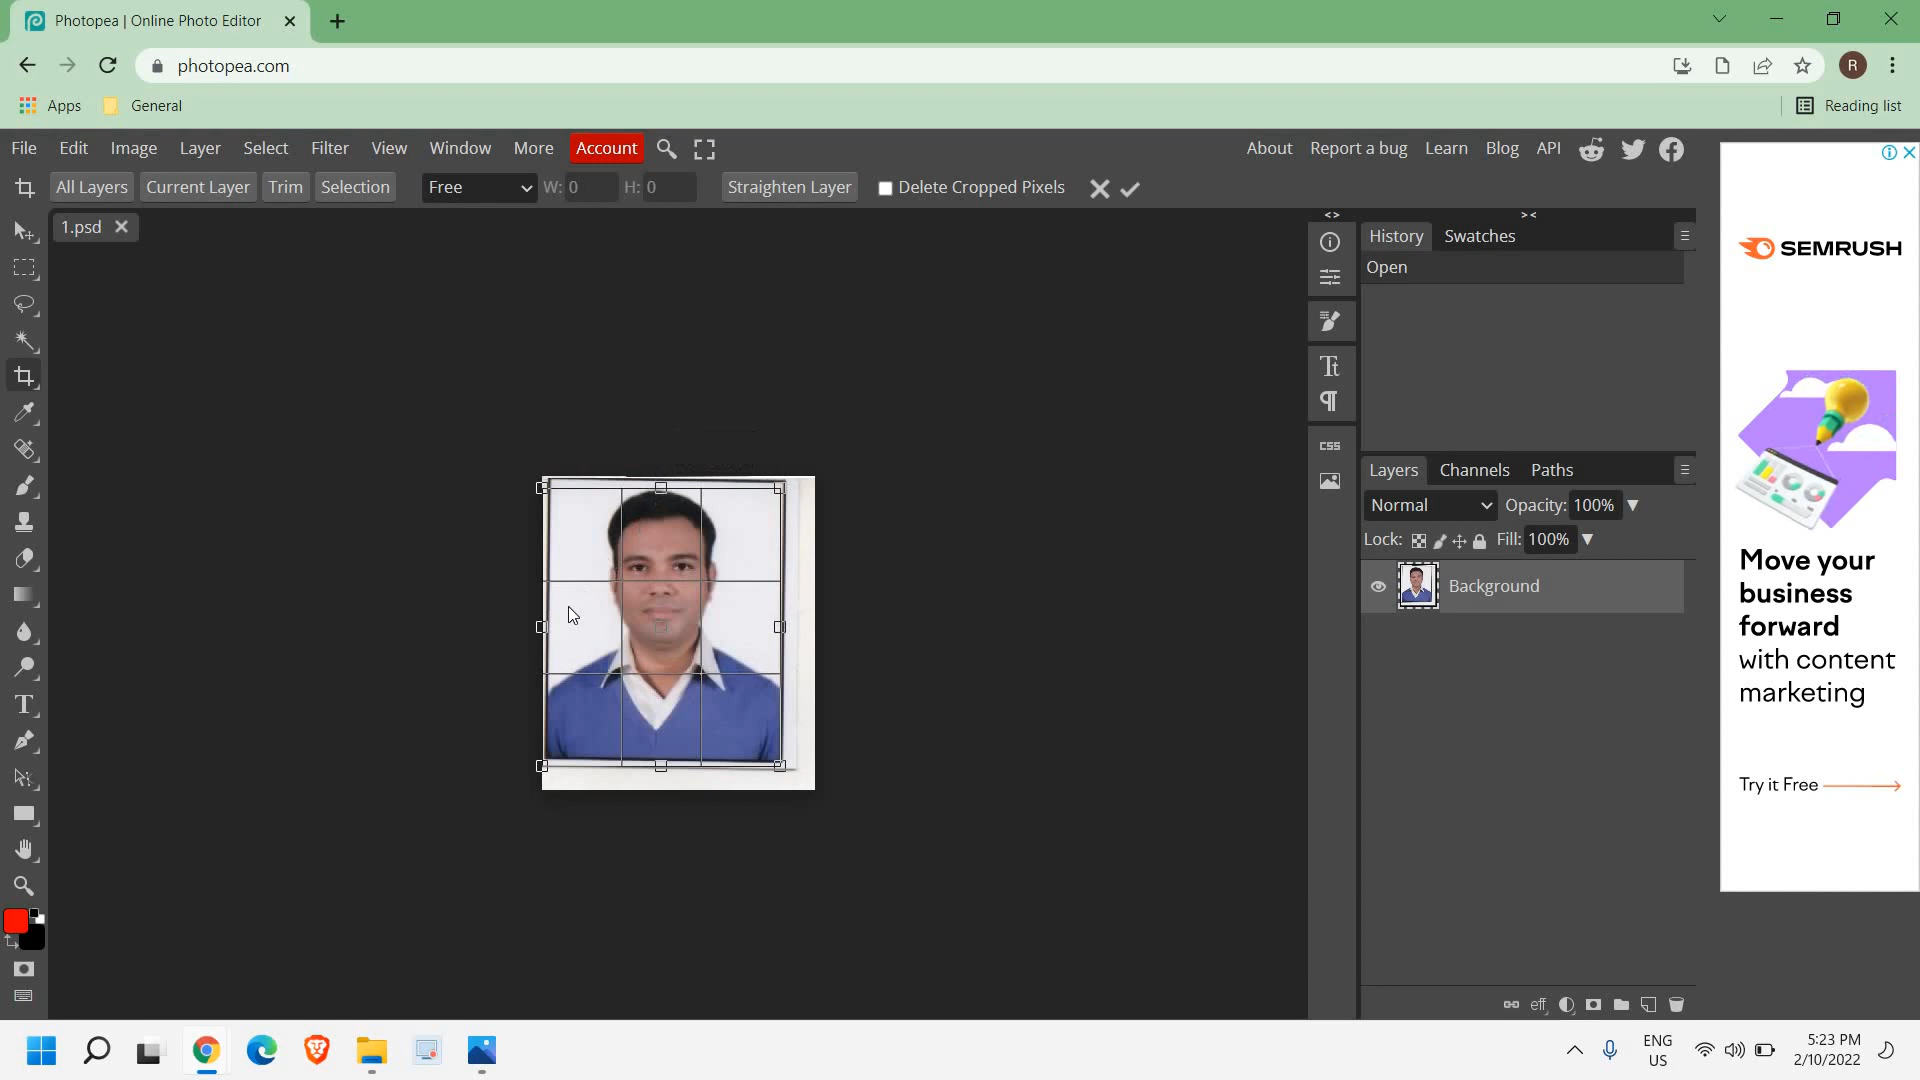 Photopea | Online Photo Editor
photopea.com
R
Apps
General
Reading list
File Edit Image Layer Select Filter View Window More Account
About Report a bug Learn Blog API
All Layers Current Layer Trim Selection Free W: 0 H: 0 Straighten Layer Delete Cropped Pixels
1.psd
History Swatches
Open
Layers Channels Paths
Normal Opacity: 100%
Lock: Fill: 100%
Background
CSS
eff
SEMRUSH
Move your
business
forward
with content
marketing
Try it Free
ENG
US
5:23 PM
2/10/2022